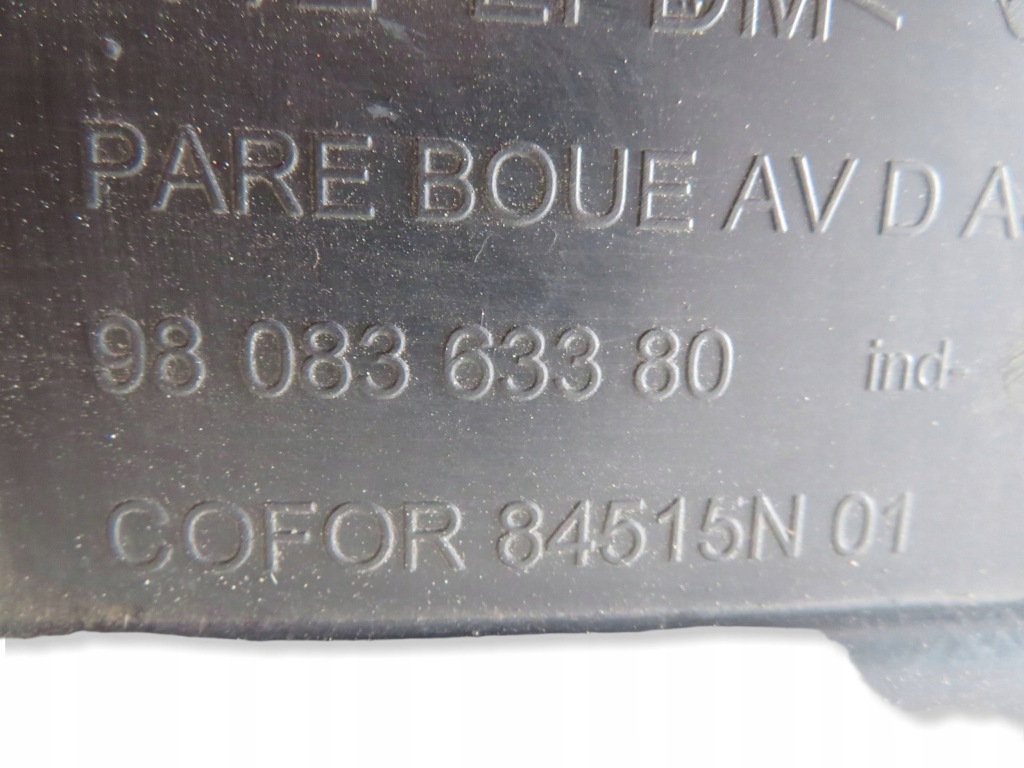 PARE BOUE AV D A
98 083 633 80 ind-
COFOR 84515N 01